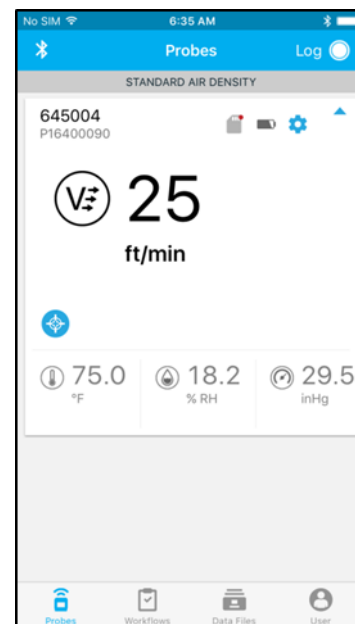 No SIM 6:35 AM
Probes Log
STANDARD AIR DENSITY
645004
P16400090
V 25
ft/min
75.0 18.2 29.5
°F % RH inHg
Probes Workflows Data Files User